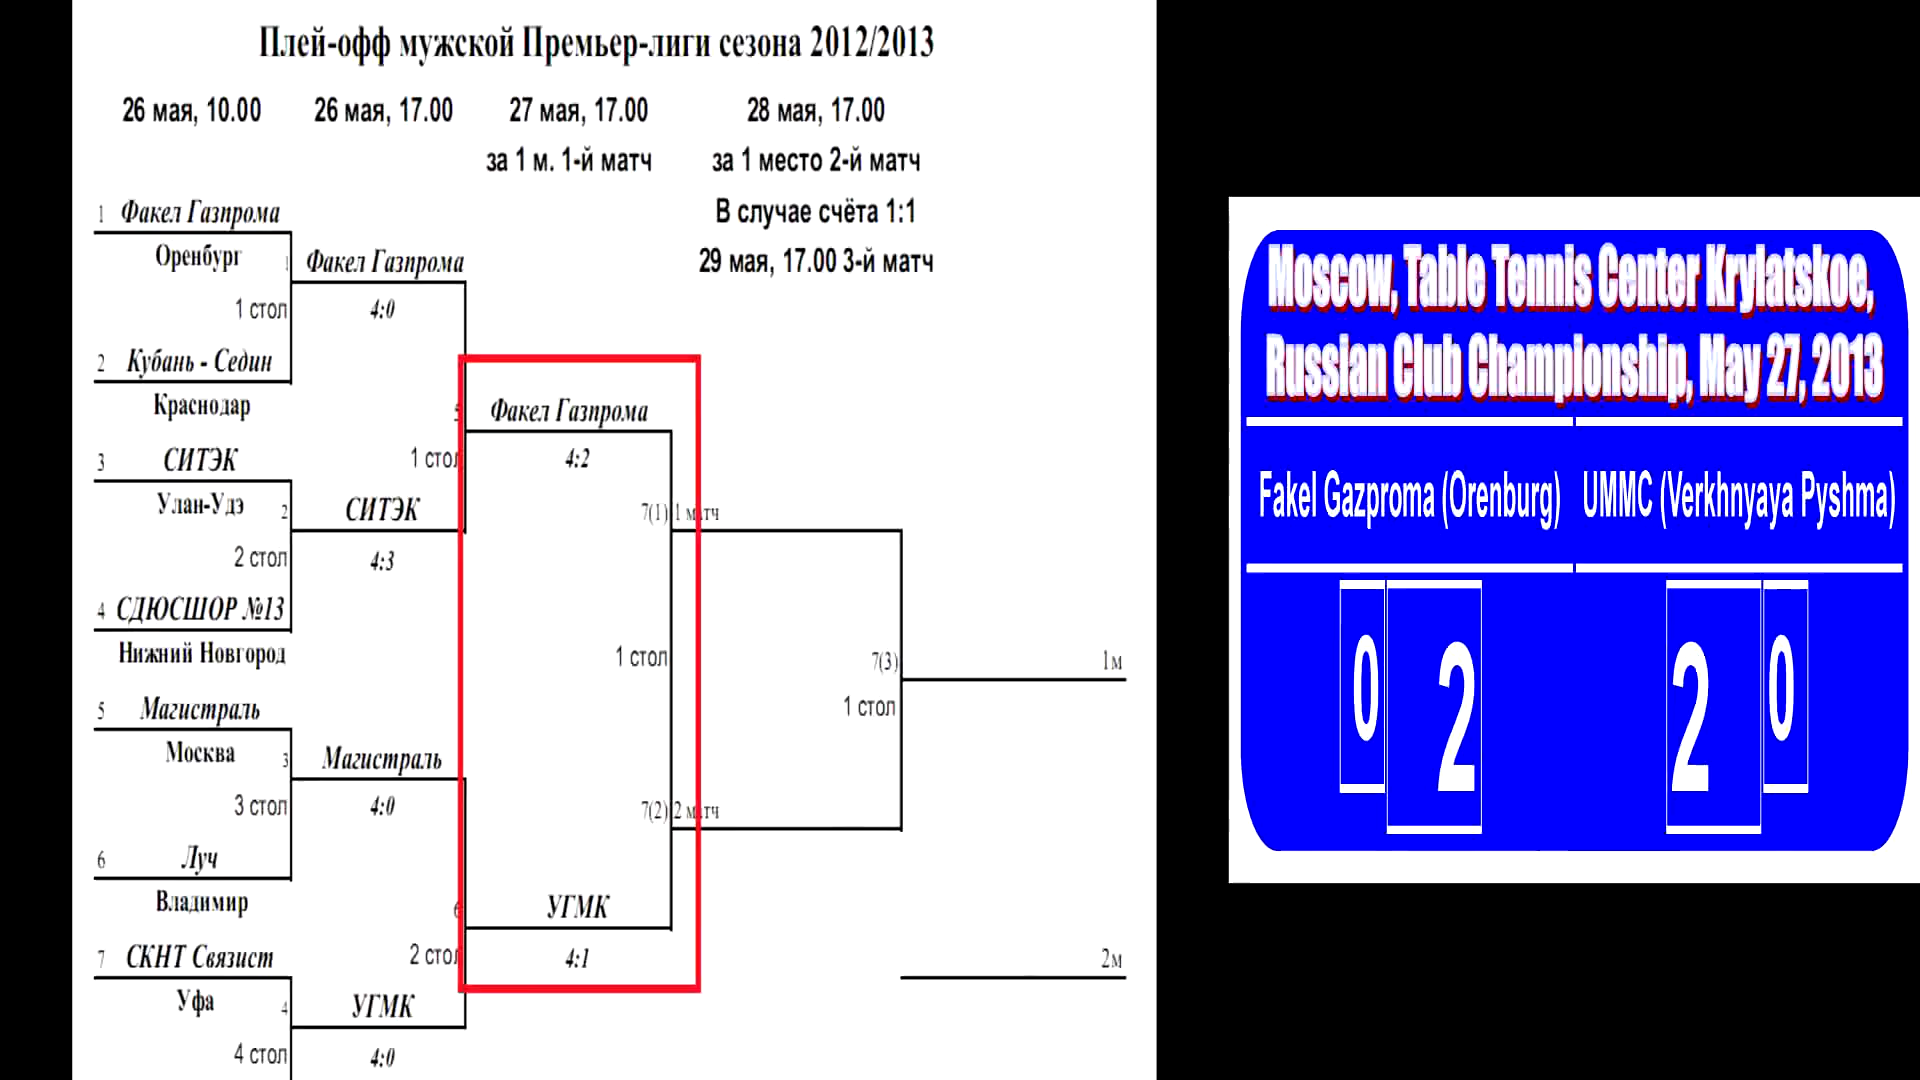 Плей-офф мужской Премьер-лиги сезона 2012/2013
26 мая, 10.00
26 мая, 17.00
27 мая, 17.00
28 мая, 17.00
за 1 м. 1-й матч
за 1 место 2-й матч
В случае счёта 1:1
29 мая, 17.00 3-й матч
1 Факел Газпрома
Оренбург
1
1 стол
2 Кубань - Седин
Краснодар
3 СИТЭК
Улан-Удэ
2
2 стол
4 СДЮСШОР №13
Нижний Новгород
5 Магистраль
Москва
3
3 стол
6 Луч
Владимир
7 СКНТ Связист
Уфа
4
4 стол
Факел Газпрома
4:0
5
1 стол
СИТЭК
4:3
Магистраль
4:0
6
2 стол
УГМК
4:0
Факел Газпрома
4:2
7(1) 1 матч
1 стол
7(2) 2 матч
УГМК
4:1
7(3)
1 стол
1м
2м
Moscow, Table Tennis Center Krylatskoe,
Russian Club Championship, May 27, 2013
Fakel Gazproma (Orenburg)
UMMC (Verkhnyaya Pyshma)
0 2 2 0